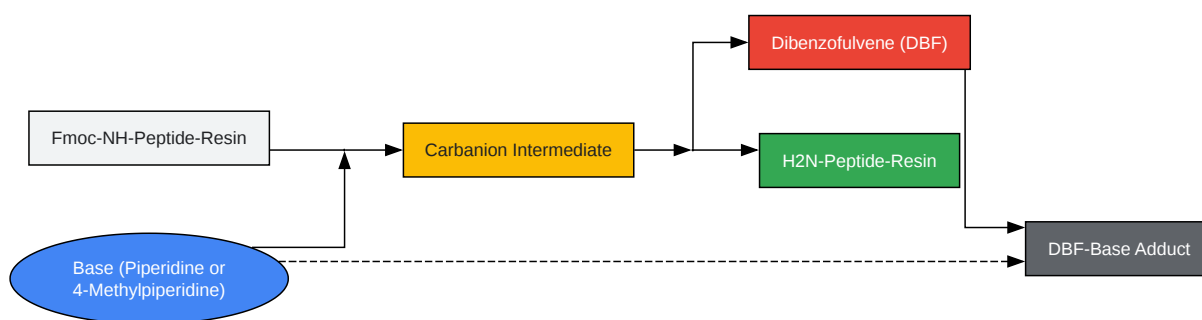 Dibenzofulvene (DBF)
Fmoc-NH-Peptide-Resin
Carbanion Intermediate
H2N-Peptide-Resin
Base (Piperidine or
4-Methylpiperidine)
DBF-Base Adduct